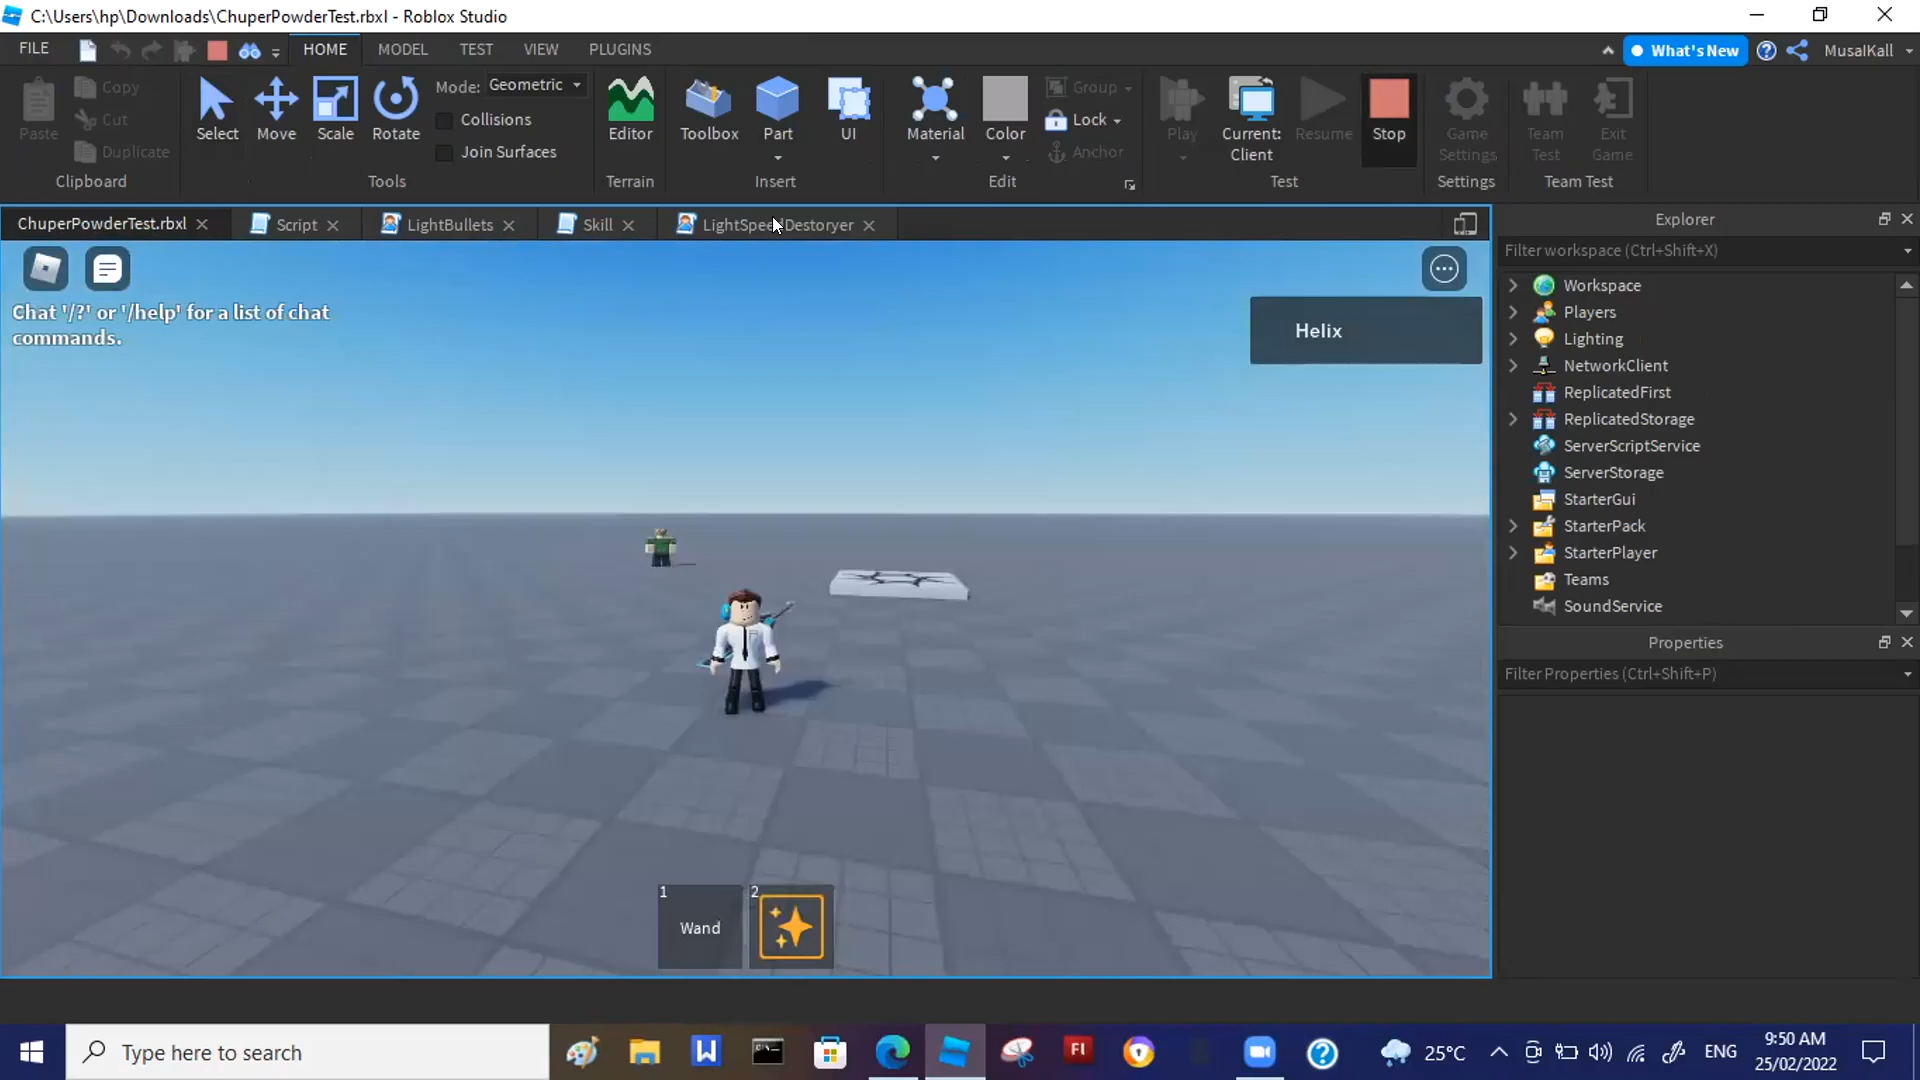 C:\Users\hp\Downloads\ChuperPowderTest.rbxl - Roblox Studio
FILE
HOME
MODEL
TEST
VIEW
PLUGINS
What's New
MusaIKall
Paste
Copy
Cut
Duplicate
Clipboard
Select
Move
Scale
Rotate
Mode: Geometric
Collisions
Join Surfaces
Tools
Editor
Terrain
Toolbox
Part
UI
Insert
Material
Color
Group
Lock
Anchor
Edit
Play
Current:
Client
Resume
Stop
Test
Game
Settings
Settings
Team
Test
Exit
Game
Team Test
ChuperPowderTest.rbxl
Script
LightBullets
Skill
LightSpeedDestoryer
Chat '/?' or '/help' for a list of chat
commands.
Helix
1
Wand
2
Explorer
Filter workspace (Ctrl+Shift+X)
Workspace
Players
Lighting
NetworkClient
ReplicatedFirst
ReplicatedStorage
ServerScriptService
ServerStorage
StarterGui
StarterPack
StarterPlayer
Teams
SoundService
Properties
Filter Properties (Ctrl+Shift+P)
Type here to search
W
FI
25°C
ENG
9:50 AM
25/02/2022